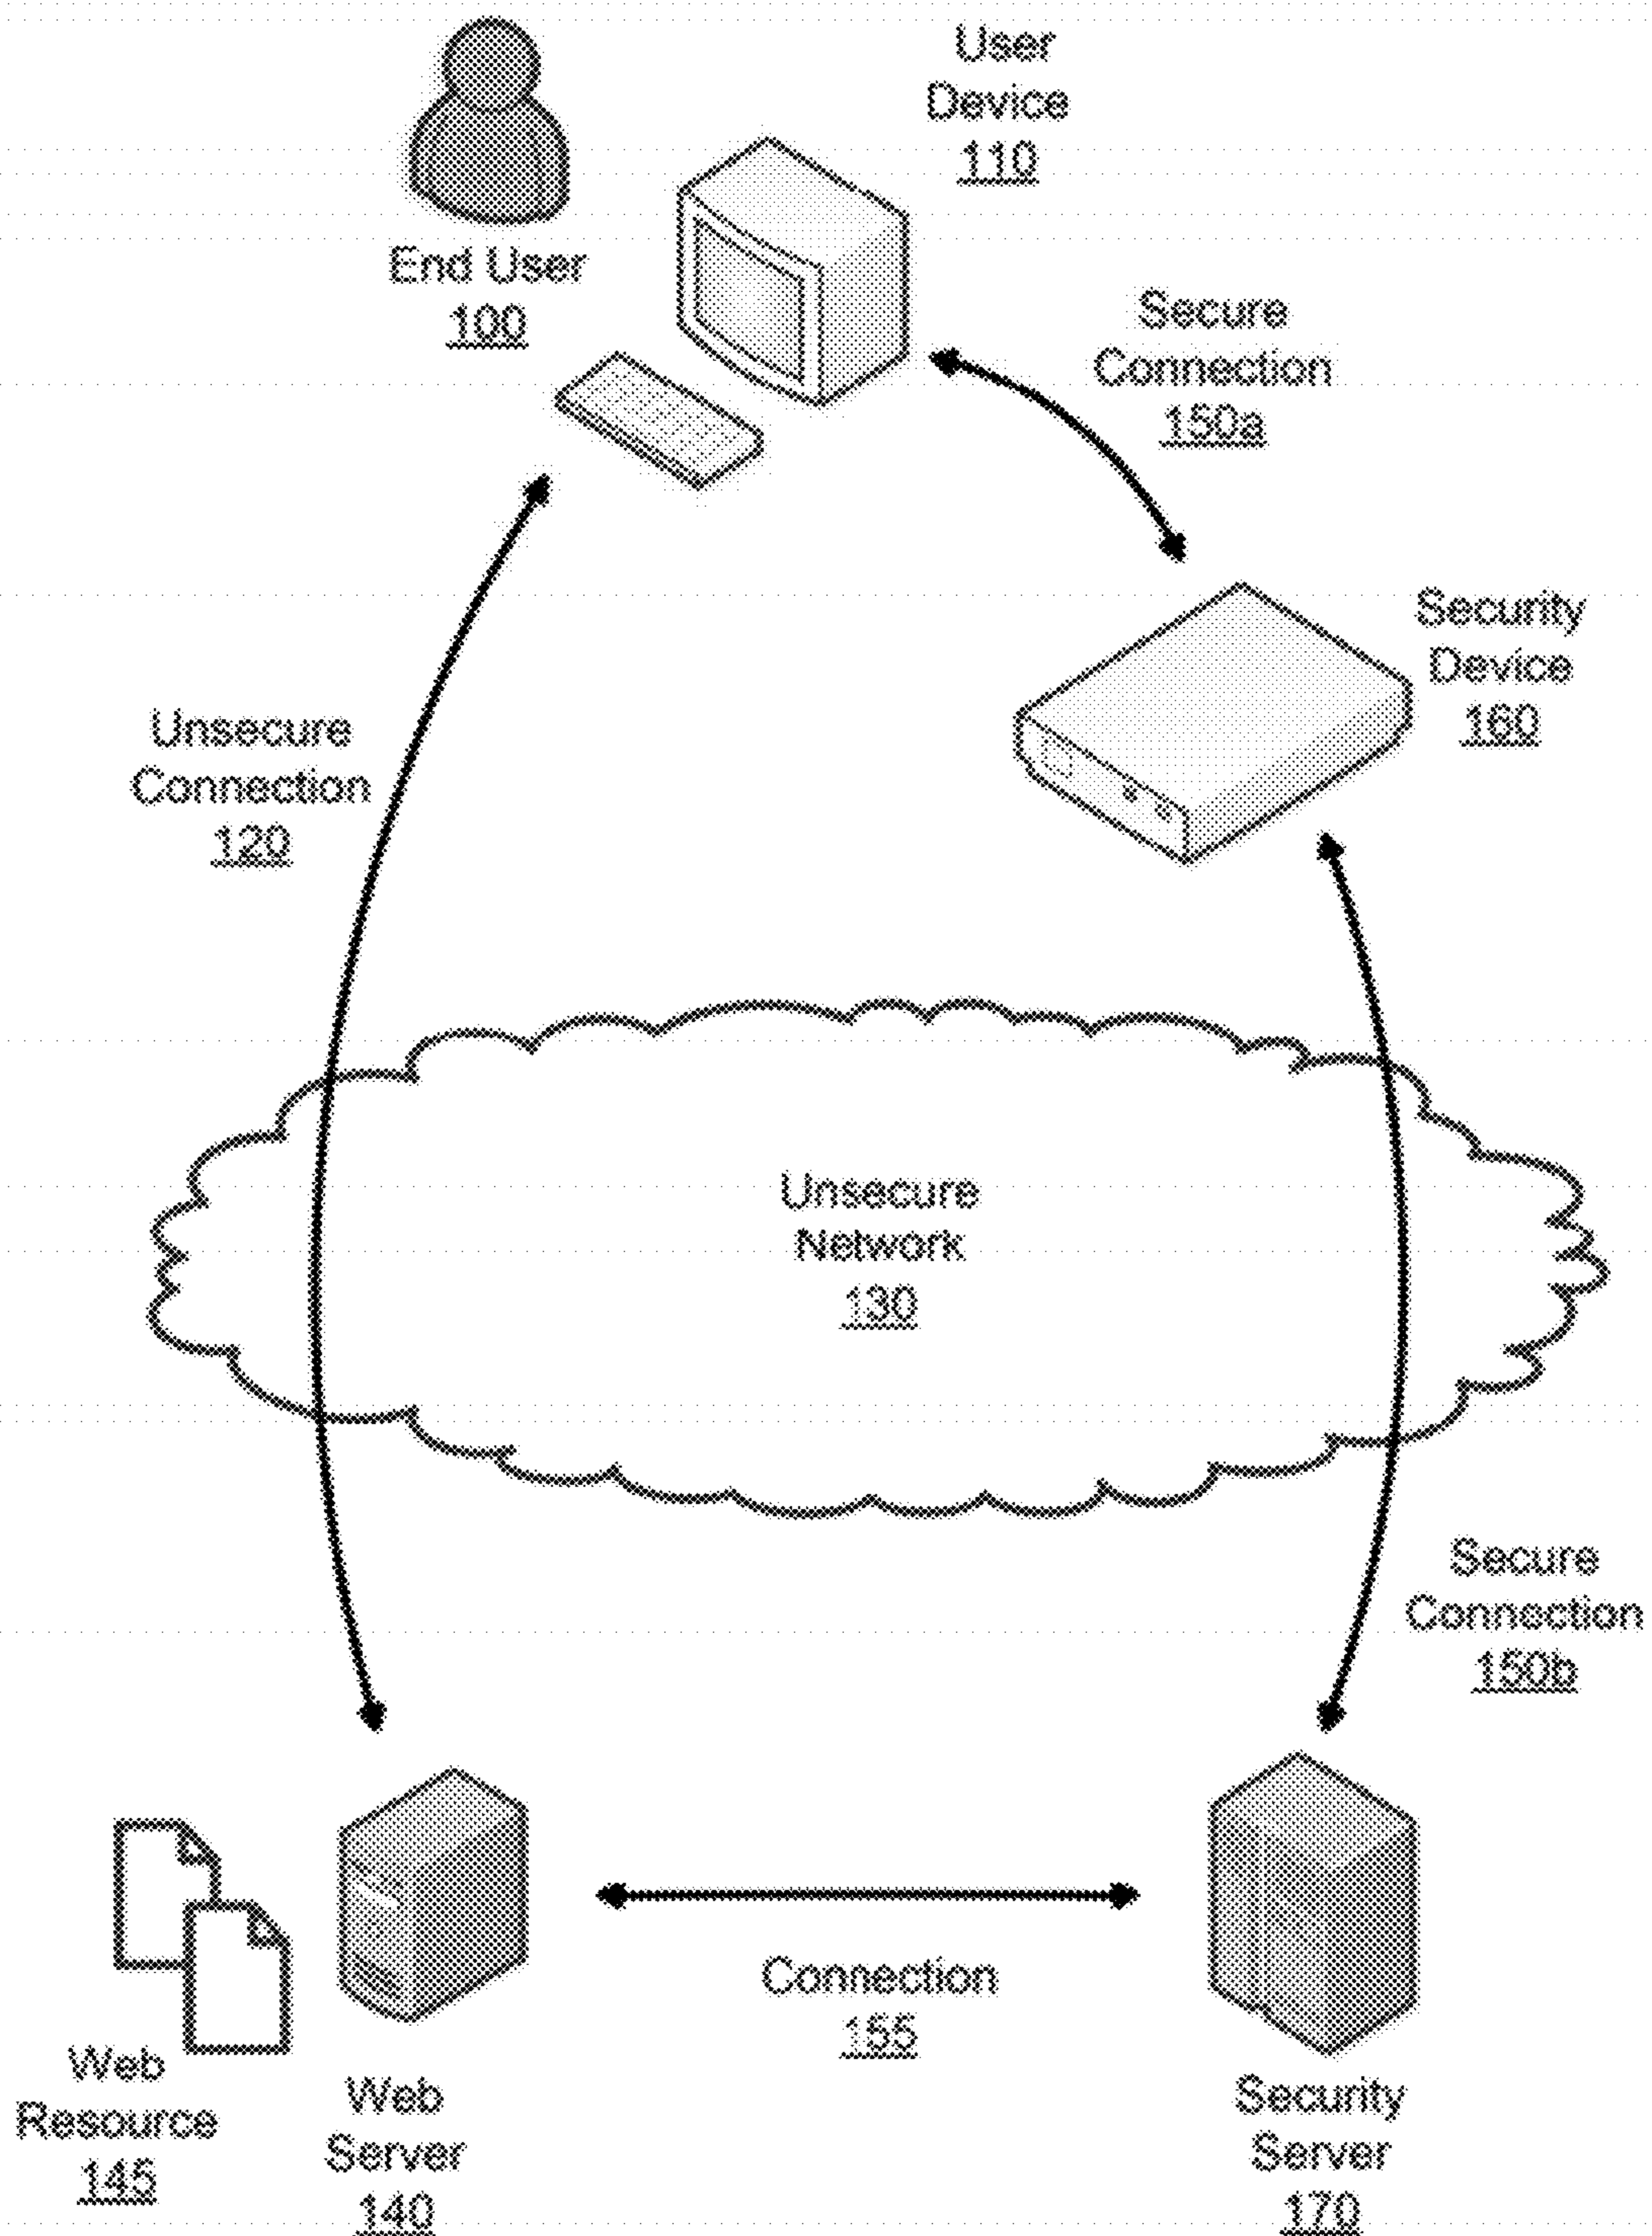 User
Device
110
End User
100
Secure
Connection
150a
Security
Device
160
Unsecure
Connection
120
Unsecure
Network
130
Secure
Connection
150b
Connection
155
Web
Resource
145
Web
Server
140
Security
Server
170